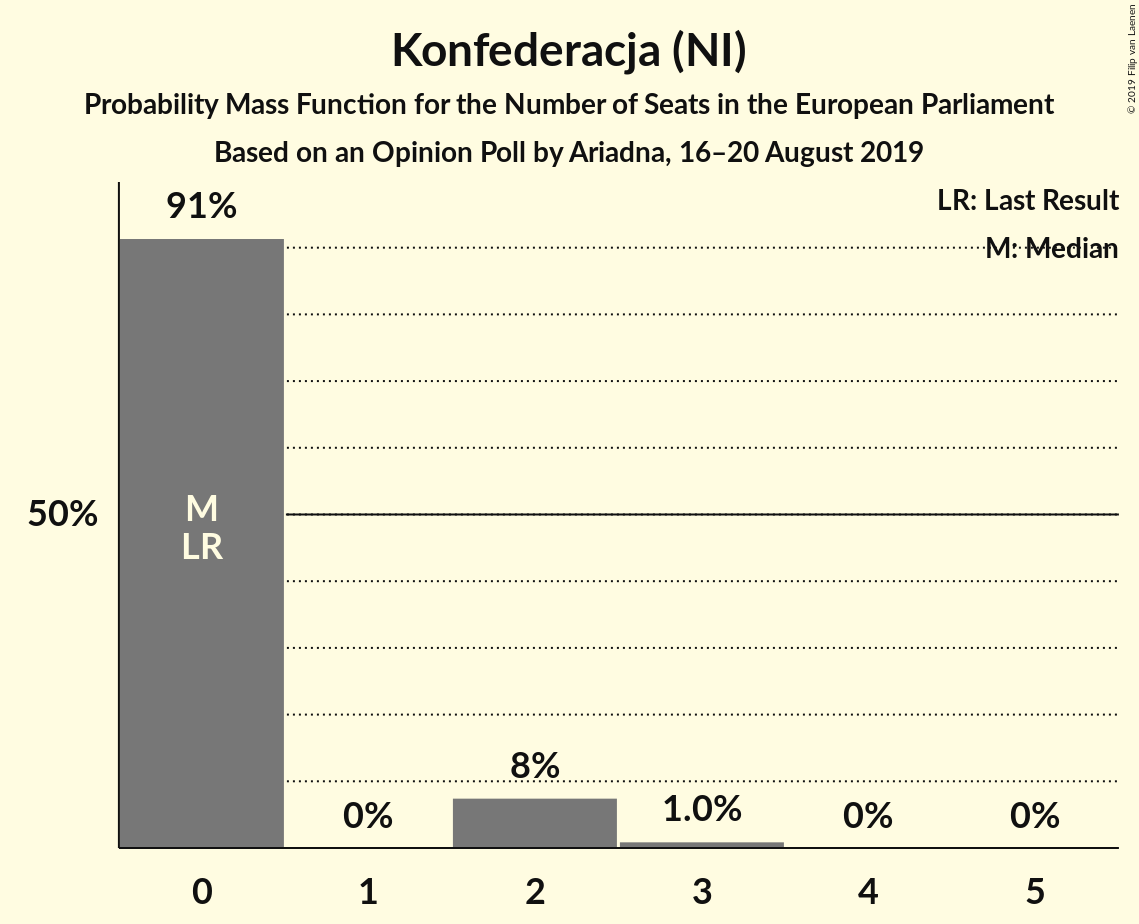 Konfederacja (NI)
Probability Mass Function for the Number of Seats in the European Parliament
Based on an Opinion Poll by Ariadna, 16–20 August 2019
© 2019 Filip van Laenen
LR: Last Result
M: Median
91%
50%
M
LR
0%
8%
1.0%
0%
0%
0 1 2 3 4 5